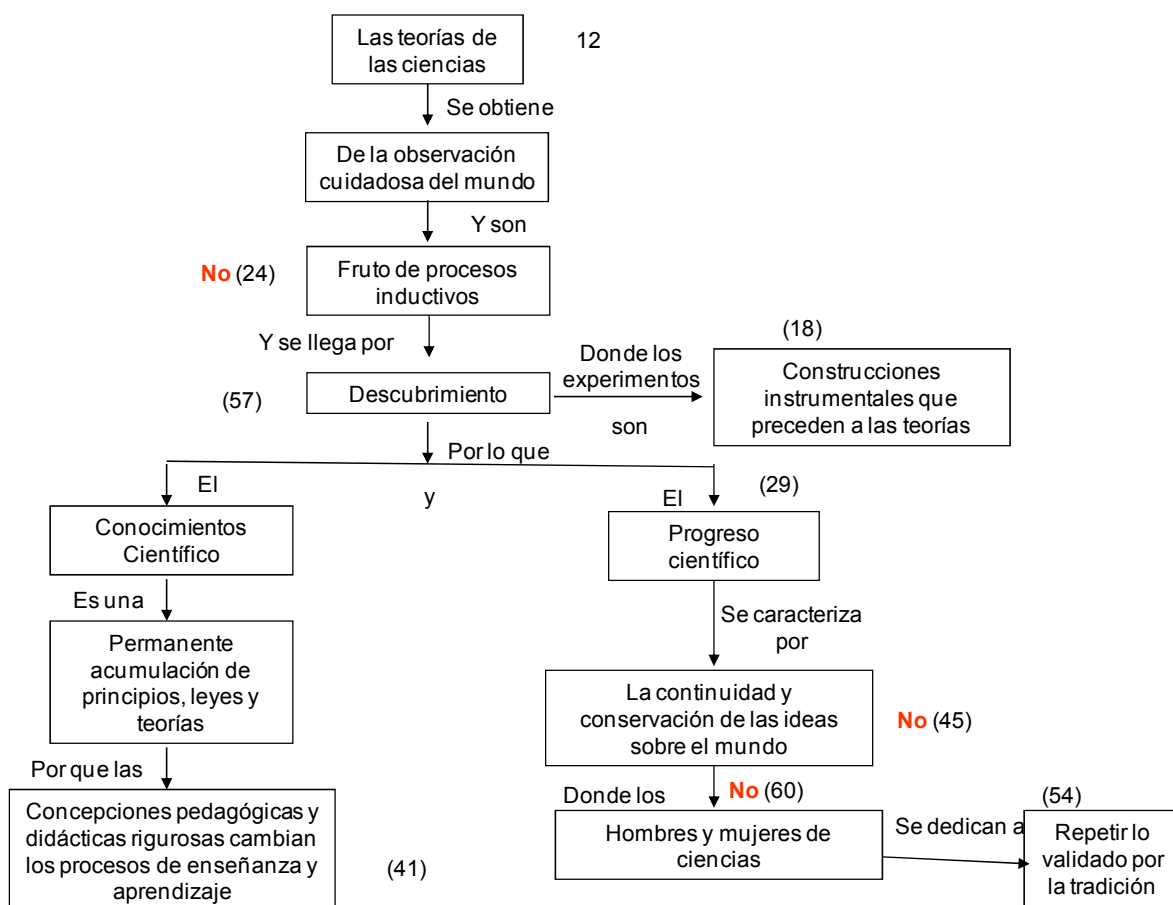 Las teorías de
las ciencias
12
Se obtiene
De la observación
cuidadosa del mundo
Y son
No (24)
Fruto de procesos
inductivos
Y se llega por
(57)
Descubrimiento
Donde los
experimentos
son
(18)
Construcciones
instrumentales que
preceden a las teorías
Por lo que
El
y
El
(29)
Conocimientos
Científico
Progreso
científico
Es una
Se caracteriza
por
Permanente
acumulación de
principios, leyes y
teorías
La continuidad y
conservación de las ideas
sobre el mundo
No (45)
Por que las
Donde los
No (60)
Concepciones pedagógicas y
didácticas rigurosas cambian
los procesos de enseñanza y
aprendizaje
(41)
Hombres y mujeres de
ciencias
Se dedican a
(54)
Repetir lo
validado por
la tradición